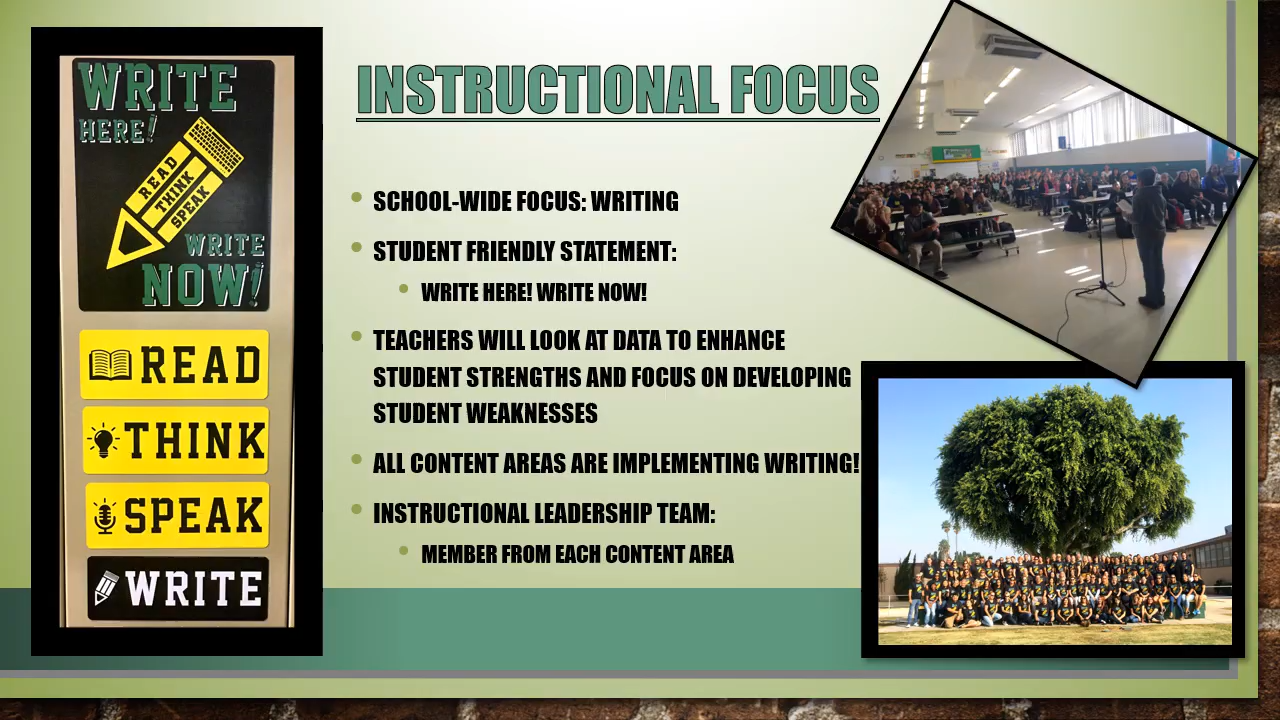 WRITE
HERE!
READ
THINK
SPEAK
WRITE
NOW!
READ
THINK
SPEAK
WRITE
INSTRUCTIONAL FOCUS
SCHOOL-WIDE FOCUS: WRITING
STUDENT FRIENDLY STATEMENT:
WRITE HERE! WRITE NOW!
TEACHERS WILL LOOK AT DATA TO ENHANCE
STUDENT STRENGTHS AND FOCUS ON DEVELOPING
STUDENT WEAKNESSES
ALL CONTENT AREAS ARE IMPLEMENTING WRITING!
INSTRUCTIONAL LEADERSHIP TEAM:
MEMBER FROM EACH CONTENT AREA